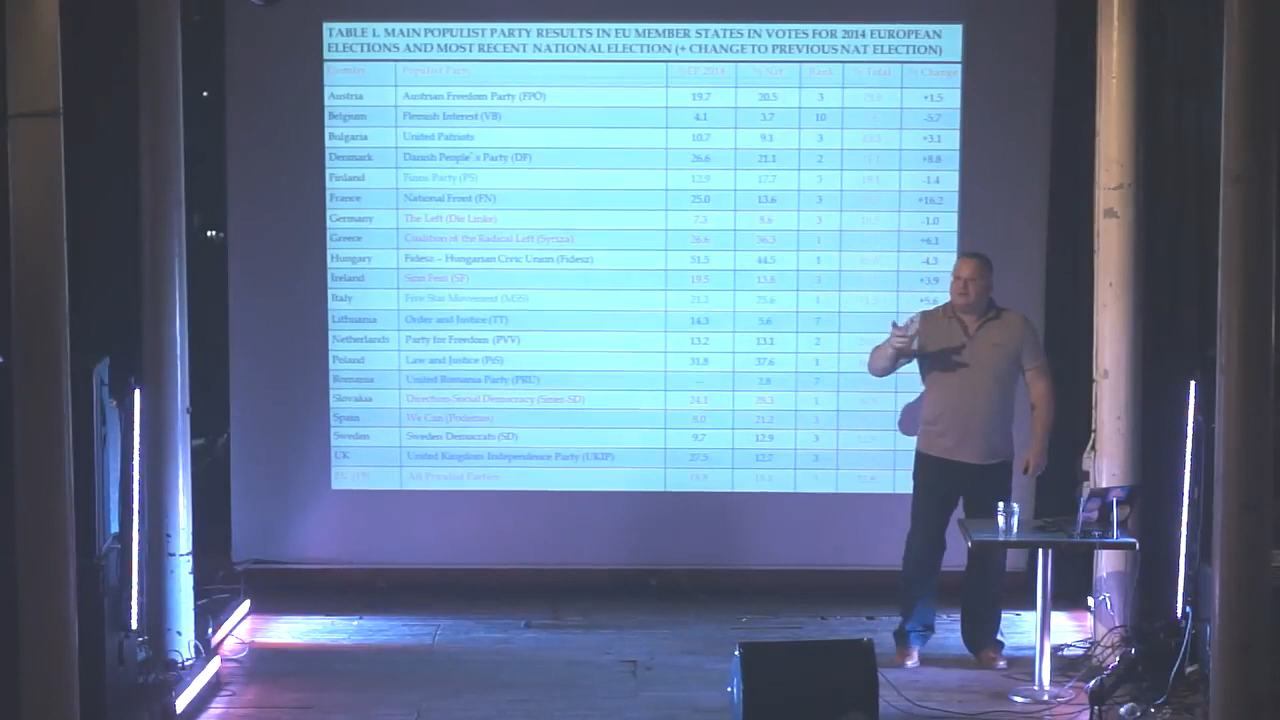 TABLE 1. MAIN POPULIST PARTY RESULTS IN EU MEMBER STATES IN VOTES FOR 2014 EUROPEAN
ELECTIONS AND MOST RECENT NATIONAL ELECTION (+ CHANGE TO PREVIOUS NAT ELECTION)
Country Populist Party % EP 2014 % Nat Rank % Total % Change
Austria Austrian Freedom Party (FPÖ) 19.7 20.5 3 +1.5
Belgium Flemish Interest (VB) 4.1 3.7 10 -5.7
Bulgaria United Patriots 10.7 9.1 3 +3.1
Denmark Danish People's Party (DF) 26.6 21.1 2 +8.8
Finland Finns Party (PS) 12.9 17.7 3 -1.4
France National Front (FN) 25.0 13.6 3 +16.2
Germany The Left (Die Linke) 7.3 8.6 3 -1.0
Greece Coalition of the Radical Left (Syriza) 26.6 36.3 1 +6.1
Hungary Fidesz – Hungarian Civic Union (Fidesz) 51.5 44.5 1 -4.3
Ireland Sinn Fein (SF) 19.5 13.8 3 +3.9
Italy Five Star Movement (M5S) 21.2 25.6 1 +5.6
Lithuania Order and Justice (TT) 14.3 5.6 7
Netherlands Party for Freedom (PVV) 13.2 13.1 2
Poland Law and Justice (PiS) 31.8 37.6 1
Romania United Romania Party (PRU) -- 2.8 7
Slovakia Direction-Social Democracy (Smer-SD) 24.1 28.3 1
Spain We Can (Podemos) 8.0 21.2 3
Sweden Sweden Democrats (SD) 9.7 12.9 3
UK United Kingdom Independence Party (UKIP) 27.5 12.7 3
All Populist Parties